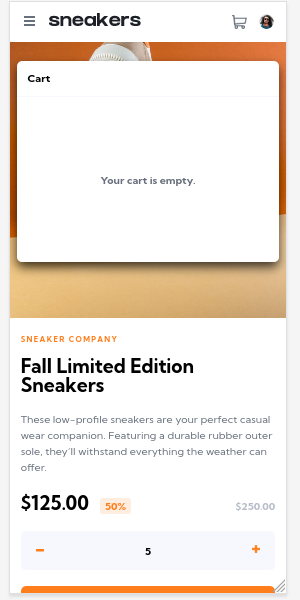 sneakers
Cart
Your cart is empty.
SNEAKER COMPANY
Fall Limited Edition
Sneakers
These low-profile sneakers are your perfect casual
wear companion. Featuring a durable rubber outer
sole, they'll withstand everything the weather can
offer.
$125.00 50% $250.00
- 5 +